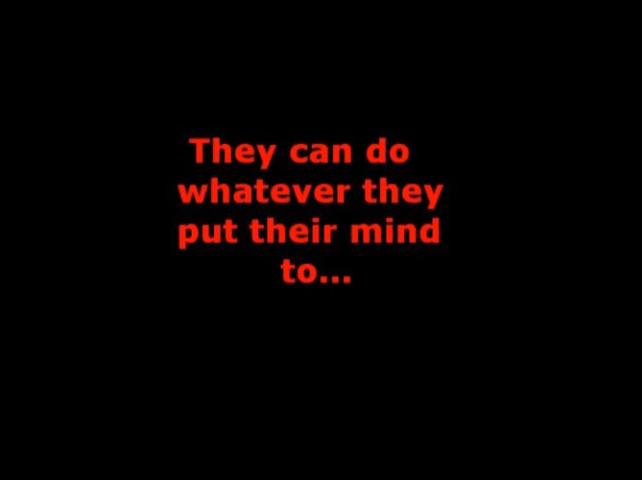 They can do
whatever they
put their mind
to...